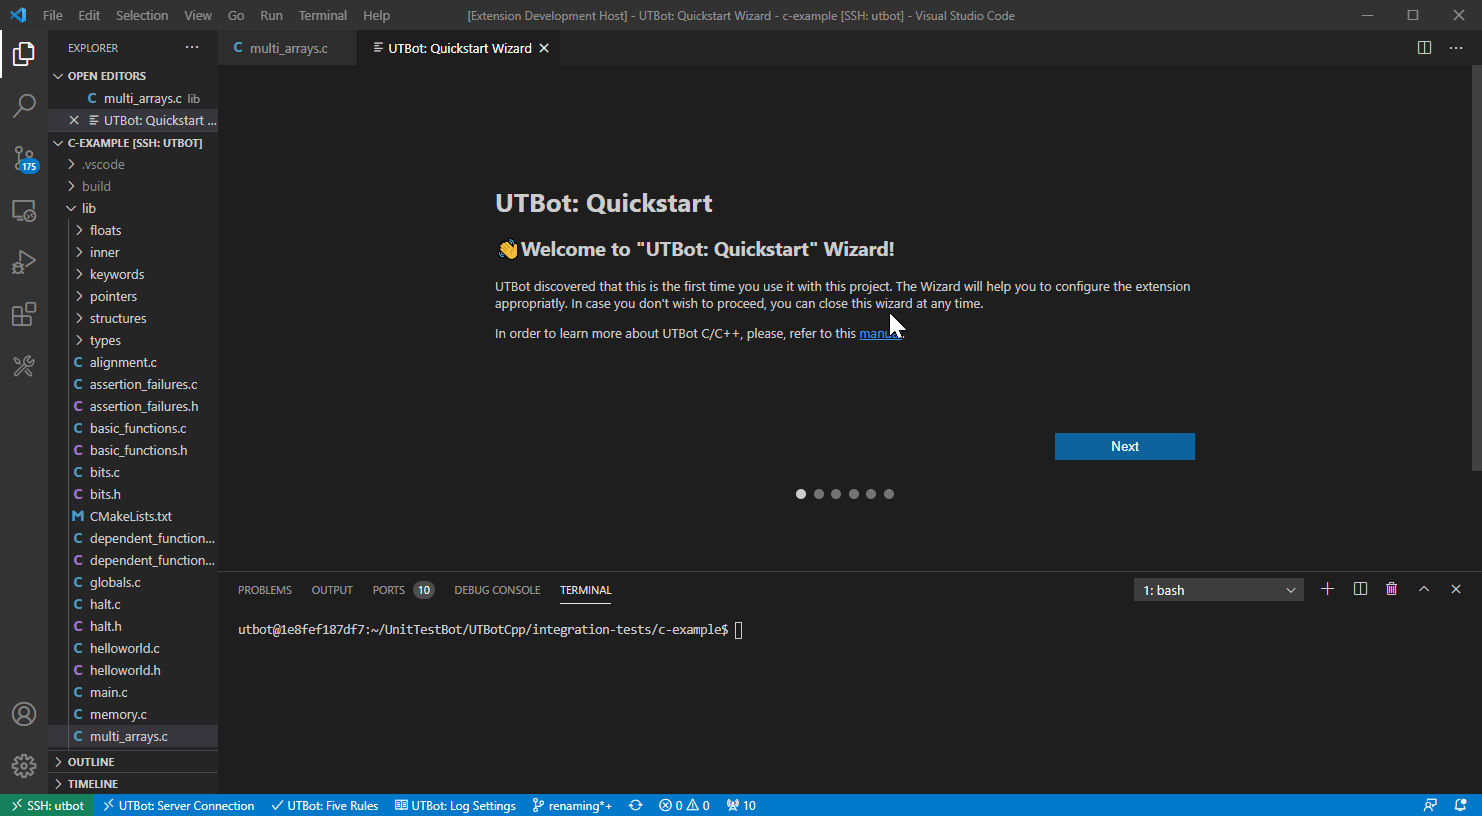 File Edit Selection View Go Run Terminal Help
[Extension Development Host] - UTBot: Quickstart Wizard - c-example [SSH: utbot] - Visual Studio Code
EXPLORER
multi_arrays.c
UTBot: Quickstart Wizard
OPEN EDITORS
C multi_arrays.c lib
UTBot: Quickstart ...
C-EXAMPLE [SSH: UTBOT]
.vscode
build
lib
floats
inner
keywords
pointers
structures
types
C alignment.c
C assertion_failures.c
C assertion_failures.h
C basic_functions.c
C basic_functions.h
C bits.c
C bits.h
M CMakeLists.txt
C dependent_function...
C dependent_function...
C globals.c
C halt.c
C halt.h
C helloworld.c
C helloworld.h
C main.c
C memory.c
C multi_arrays.c
OUTLINE
TIMELINE
175
UTBot: Quickstart
👋Welcome to "UTBot: Quickstart" Wizard!
UTBot discovered that this is the first time you use it with this project. The Wizard will help you to configure the extension
appropriatly. In case you don't wish to proceed, you can close this wizard at any time.
In order to learn more about UTBot C/C++, please, refer to this manual.
Next
PROBLEMS OUTPUT PORTS 10 DEBUG CONSOLE TERMINAL
1: bash
utbot@1e8fef187df7:~/UnitTestBot/UTBotCpp/integration-tests/c-example$
SSH: utbot UTBot: Server Connection UTBot: Five Rules UTBot: Log Settings renaming*+ 0 0 10